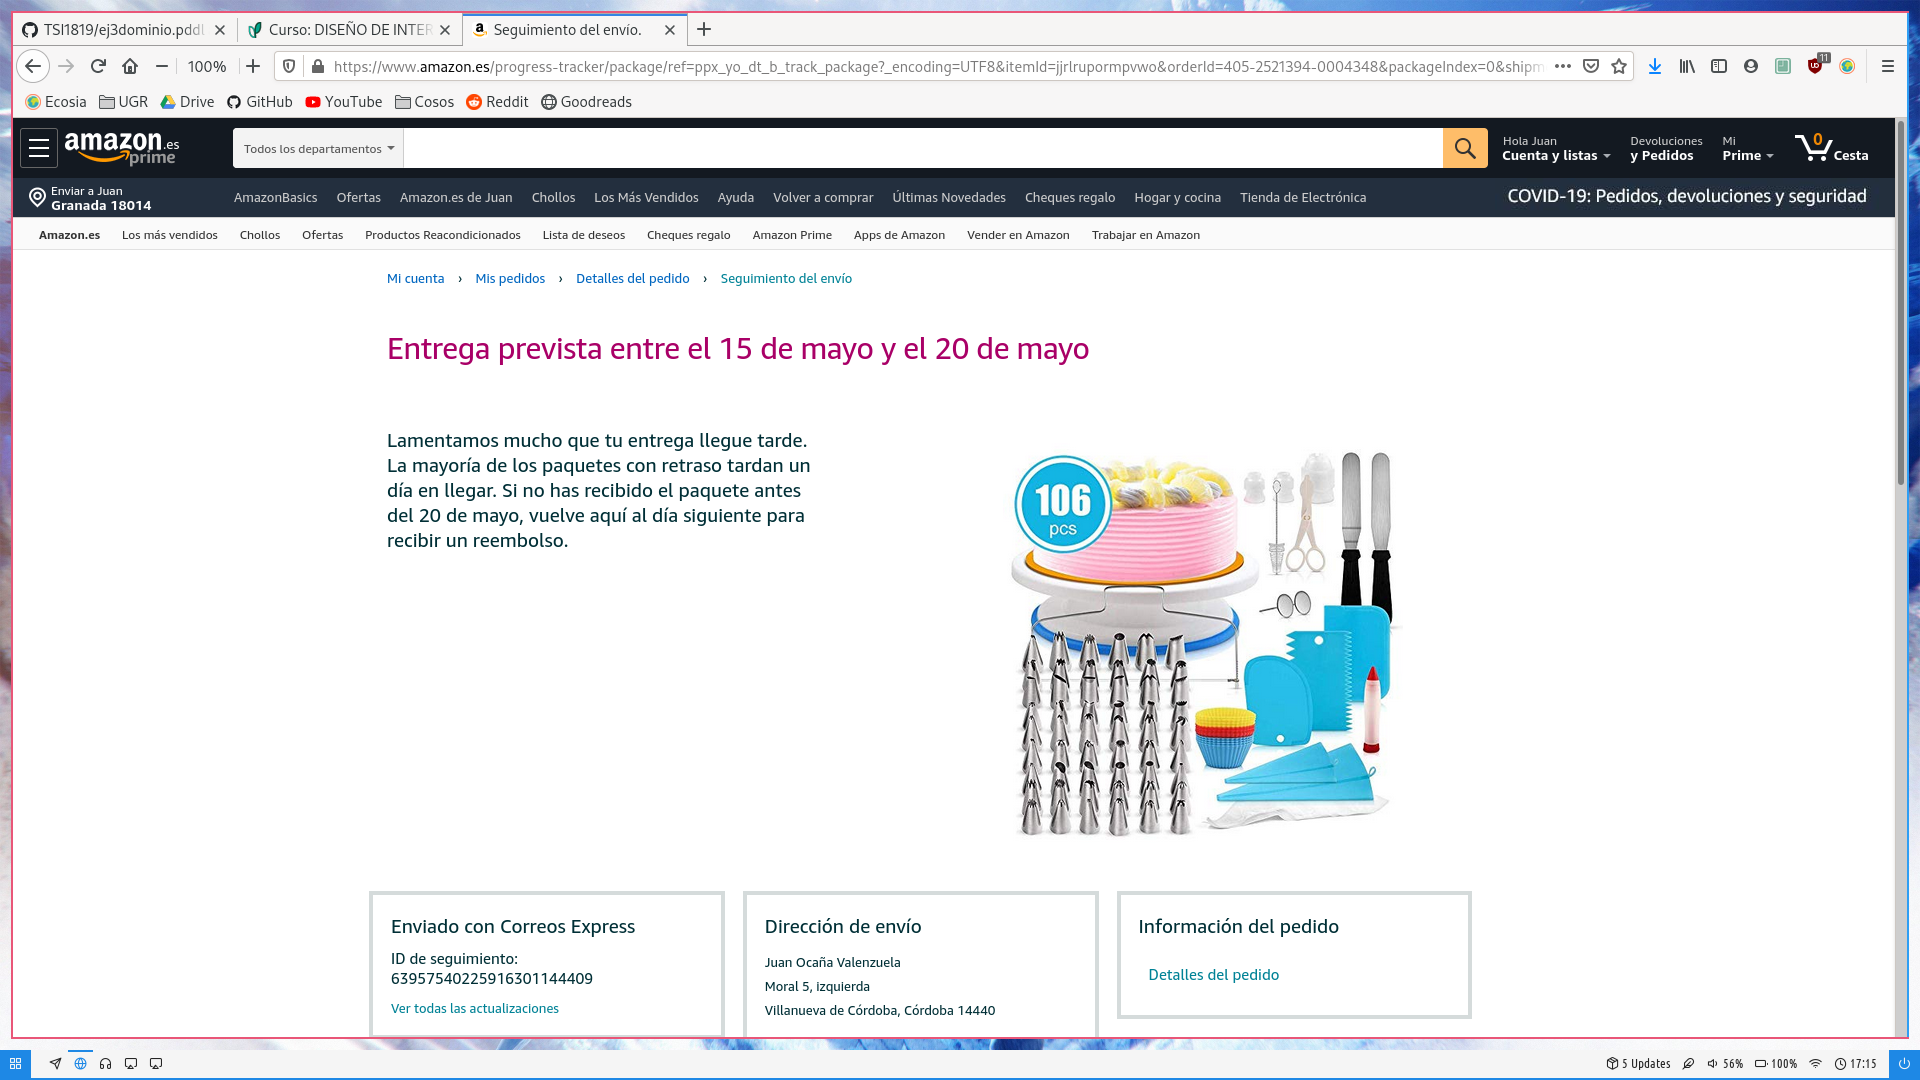 TSI1819/ej3dominio.pddl
Curso: DISEÑO DE INTER
Seguimiento del envío.
100%
https://www.amazon.es/progress-tracker/package/ref=ppx_yo_dt_b_track_package?_encoding=UTF8&itemId=jjrlrupormpvwo&orderId=405-2521394-0004348&packageIndex=0&shipm
11
Ecosia UGR Drive GitHub YouTube Cosos Reddit Goodreads
amazon.es prime
Todos los departamentos
Hola Juan
Cuenta y listas
Devoluciones
y Pedidos
Mi
Prime
0 Cesta
Enviar a Juan
Granada 18014
AmazonBasics Ofertas Amazon.es de Juan Chollos Los Más Vendidos Ayuda Volver a comprar Últimas Novedades Cheques regalo Hogar y cocina Tienda de Electrónica
COVID-19: Pedidos, devoluciones y seguridad
Amazon.es Los más vendidos Chollos Ofertas Productos Reacondicionados Lista de deseos Cheques regalo Amazon Prime Apps de Amazon Vender en Amazon Trabajar en Amazon
Mi cuenta › Mis pedidos › Detalles del pedido › Seguimiento del envío
Entrega prevista entre el 15 de mayo y el 20 de mayo
Lamentamos mucho que tu entrega llegue tarde.
La mayoría de los paquetes con retraso tardan un
día en llegar. Si no has recibido el paquete antes
del 20 de mayo, vuelve aquí al día siguiente para
recibir un reembolso.
106
pcs
Enviado con Correos Express
ID de seguimiento:
63957540225916301144409
Ver todas las actualizaciones
Dirección de envío
Juan Ocaña Valenzuela
Moral 5, izquierda
Villanueva de Córdoba, Córdoba 14440
Información del pedido
Detalles del pedido
5 Updates 56% 100% 17:15